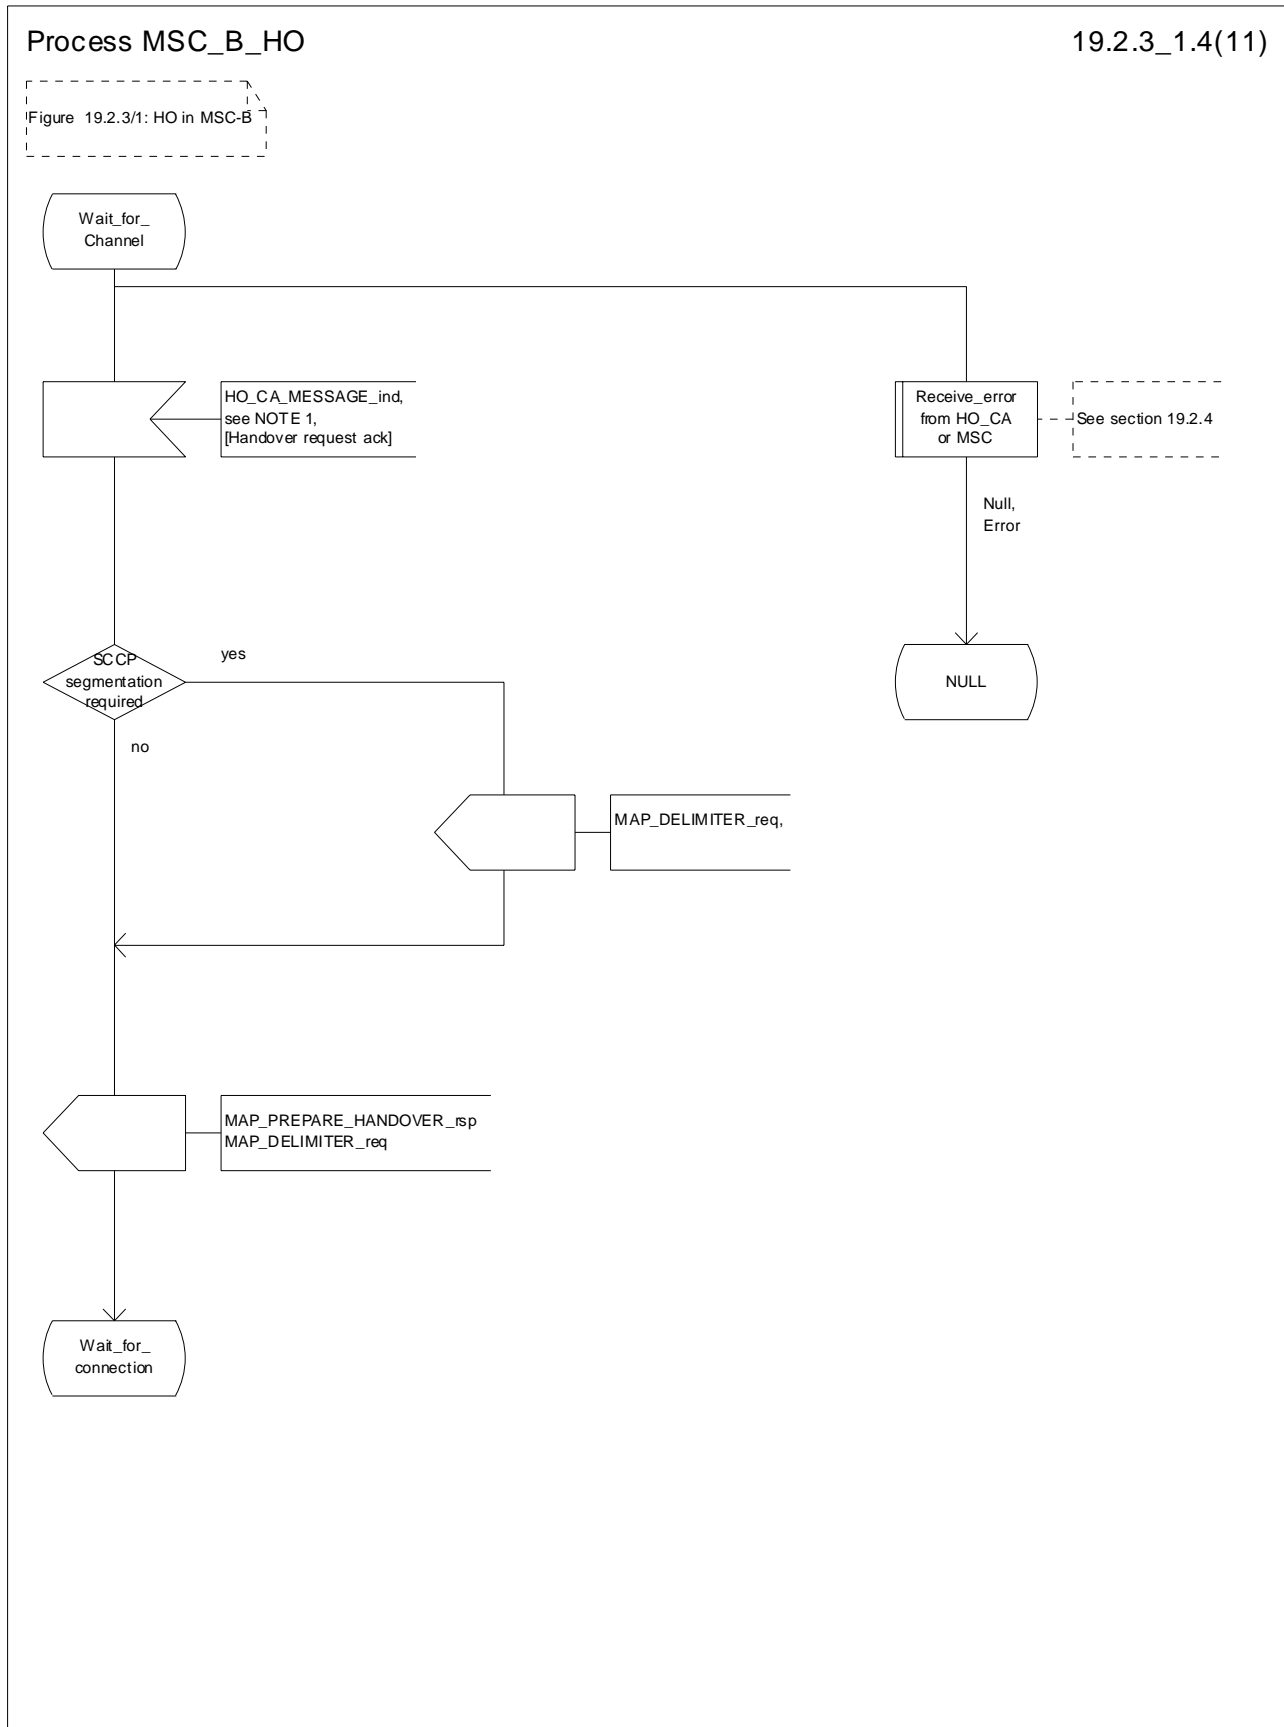 Process MSC_B_HO
19.2.3_1.4(11)
Figure 19.2.3/1: HO in MSC-B
Wait_for_
Channel
HO_CA_MESSAGE_ind,
see NOTE 1,
[Handover request ack]
Receive_error
from HO_CA
or MSC
See section 19.2.4
Null,
Error
SCCP
segmentation
required
yes
NULL
no
MAP_DELIMITER_req,
MAP_PREPARE_HANDOVER_rsp
MAP_DELIMITER_req
Wait_for_
connection